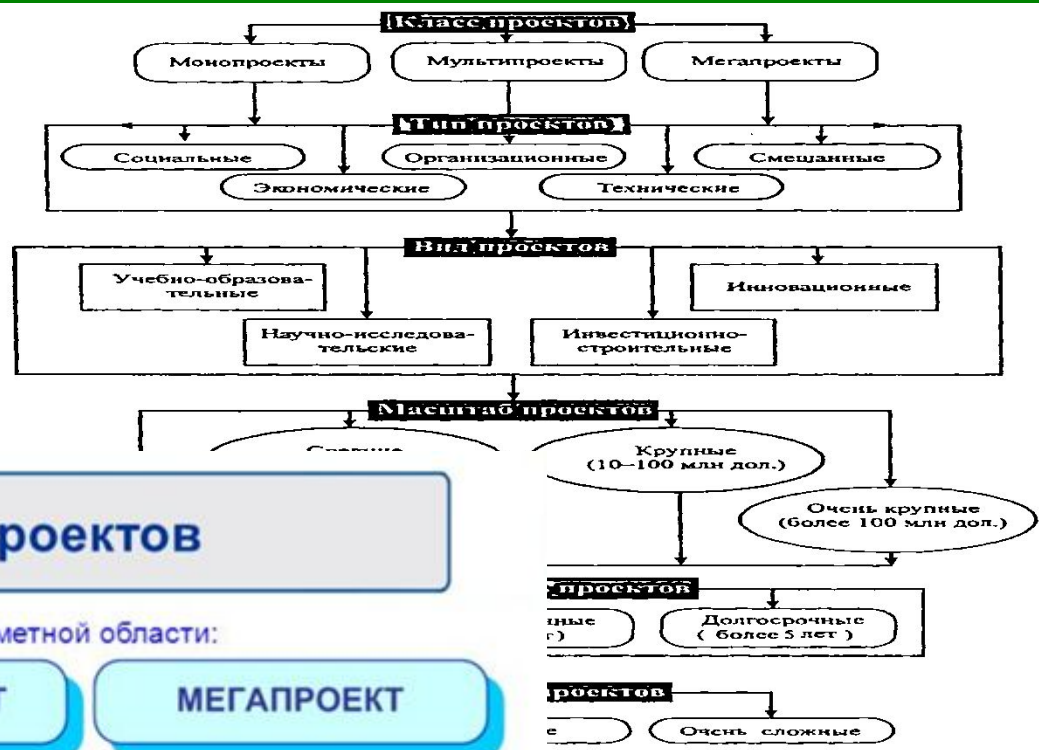 Класс проектов
Монопроекты
Мультипроекты
Мегапроекты
Тип проектов
Социальные
Организационные
Смешанные
Экономические
Технические
Вид проектов
Учебно-образова-
тельные
Инновационные
Научно-исследова-
тельские
Инвестиционно-
строительные
Масштаб проектов
Крупные
(10–100 млн дол.)
Очень крупные
(более 100 млн дол.)
проектов
Долгосрочные
( более 5 лет )
проектов
Очень сложные
роектов
метной области:
МЕГАПРОЕКТ